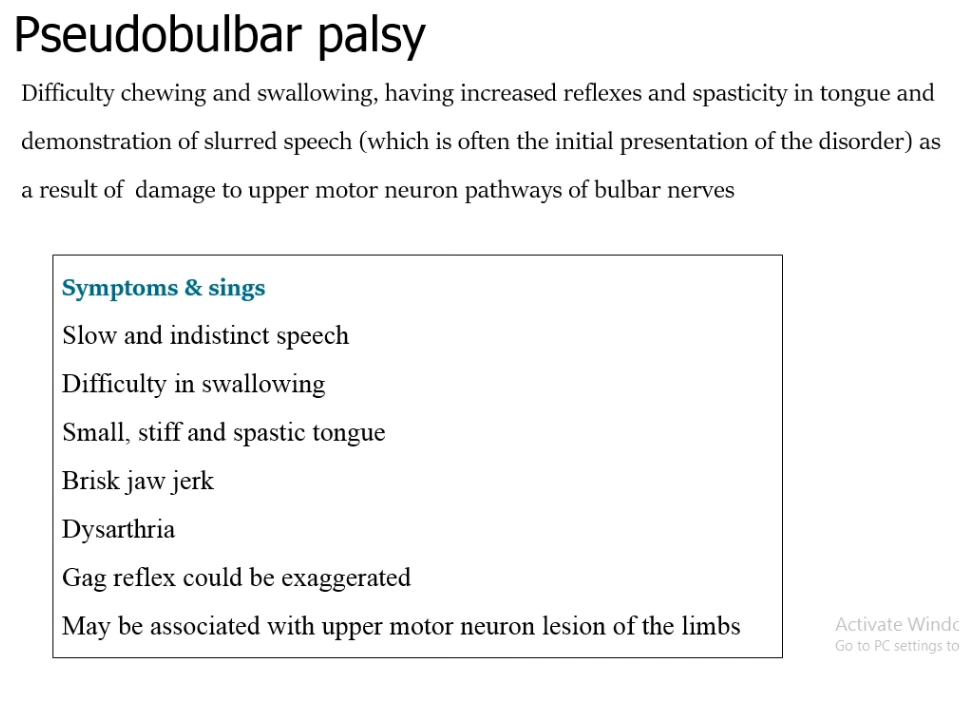 Pseudobulbar palsy
Difficulty chewing and swallowing, having increased reflexes and spasticity in tongue and
demonstration of slurred speech (which is often the initial presentation of the disorder) as
a result of damage to upper motor neuron pathways of bulbar nerves
Symptoms & sings
Slow and indistinct speech
Difficulty in swallowing
Small, stiff and spastic tongue
Brisk jaw jerk
Dysarthria
Gag reflex could be exaggerated
May be associated with upper motor neuron lesion of the limbs
Activate Windo
Go to PC settings to